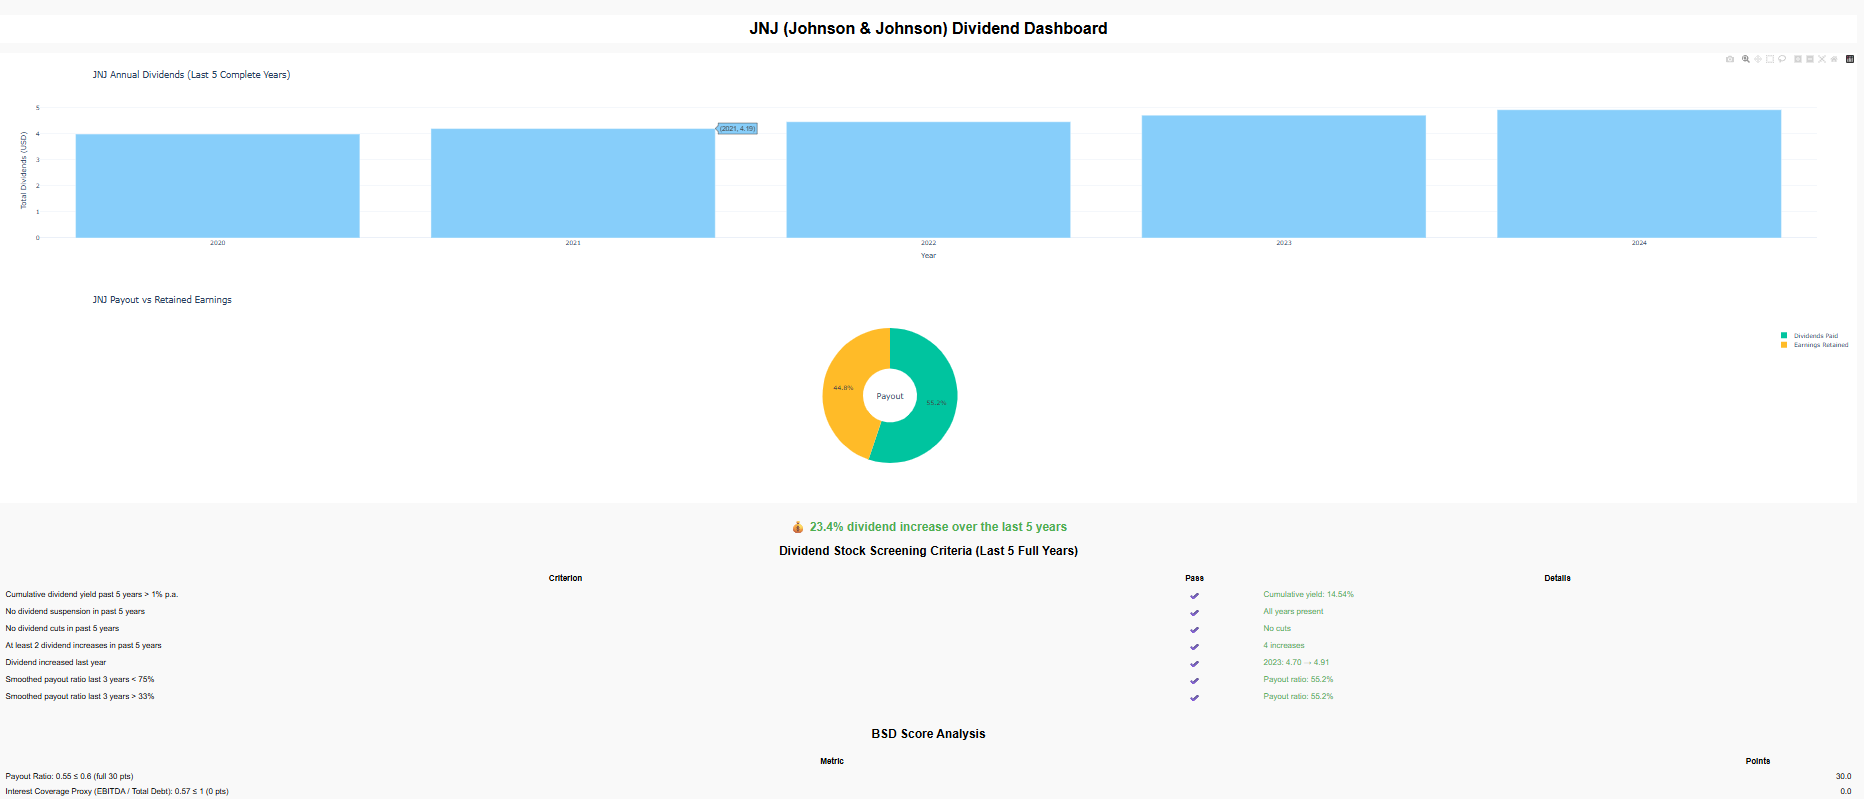 JNJ (Johnson & Johnson) Dividend Dashboard
JNJ Annual Dividends (Last 5 Complete Years)
Total Dividends (USD)
5
4
3
2
1
0
(2021, 4.19)
2020
2021
2022
2023
2024
Year
JNJ Payout vs Retained Earnings
Dividends Paid
Earnings Retained
44.8%
Payout
55.2%
💰 23.4% dividend increase over the last 5 years
Dividend Stock Screening Criteria (Last 5 Full Years)
Criterion Pass Details
Cumulative dividend yield past 5 years > 1% p.a. ✔ Cumulative yield: 14.54%
No dividend suspension in past 5 years ✔ All years present
No dividend cuts in past 5 years ✔ No cuts
At least 2 dividend increases in past 5 years ✔ 4 increases
Dividend increased last year ✔ 2023: 4.70 → 4.91
Smoothed payout ratio last 3 years < 75% ✔ Payout ratio: 55.2%
Smoothed payout ratio last 3 years > 33% ✔ Payout ratio: 55.2%
BSD Score Analysis
Metric Points
Payout Ratio: 0.55 ≤ 0.6 (full 30 pts) 30.0
Interest Coverage Proxy (EBITDA / Total Debt): 0.57 ≤ 1 (0 pts) 0.0